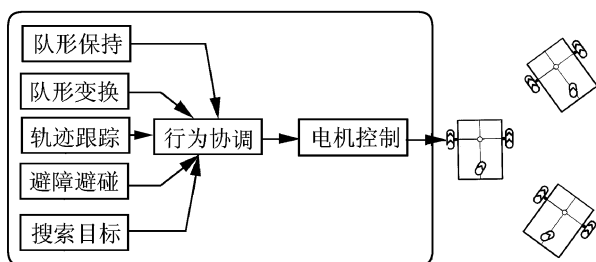 队形保持
队形变换
轨迹跟踪
行为协调
电机控制
避障避碰
搜索目标